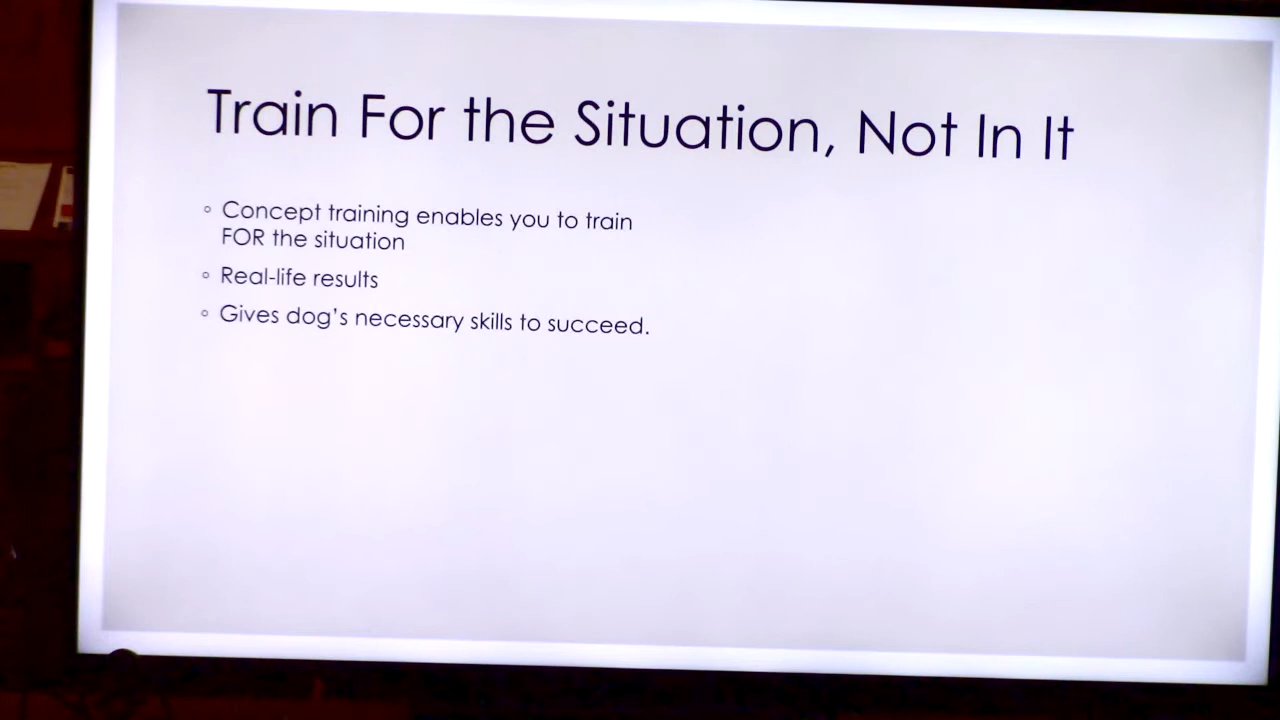 Train For the Situation, Not In It
◦ Concept training enables you to train
FOR the situation
◦ Real-life results
◦ Gives dog's necessary skills to succeed.